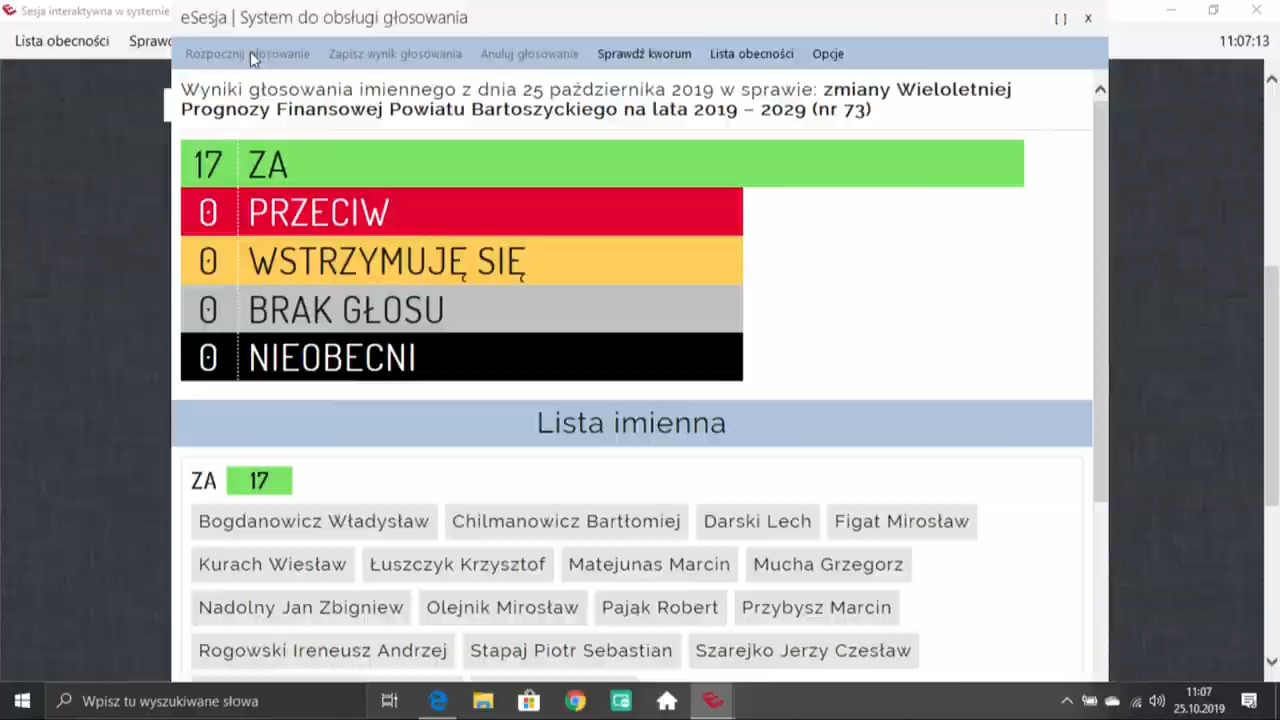 Sesja interaktywna w systemie
eSesja | System do obsługi głosowania
[ ] x
Lista obecności
Rozpocznij głosowanie Zapisz wynik głosowania Anuluj głosowanie Sprawdź kworum Lista obecności Opcje
11:07:13
Wyniki głosowania imiennego z dnia 25 października 2019 w sprawie: zmiany Wieloletniej
Prognozy Finansowej Powiatu Bartoszyckiego na lata 2019 – 2029 (nr 73)
17 ZA
0 PRZECIW
0 WSTRZYMUJĘ SIĘ
0 BRAK GŁOSU
0 NIEOBECNI
Lista imienna
ZA 17
Bogdanowicz Władysław Chilmanowicz Bartłomiej Darski Lech Figat Mirosław
Kurach Wiesław Łuszczyk Krzysztof Matejunas Marcin Mucha Grzegorz
Nadolny Jan Zbigniew Olejnik Mirosław Pająk Robert Przybysz Marcin
Rogowski Ireneusz Andrzej Stapaj Piotr Sebastian Szarejko Jerzy Czesław
Wpisz tu wyszukiwane słowa
11:07
25.10.2019